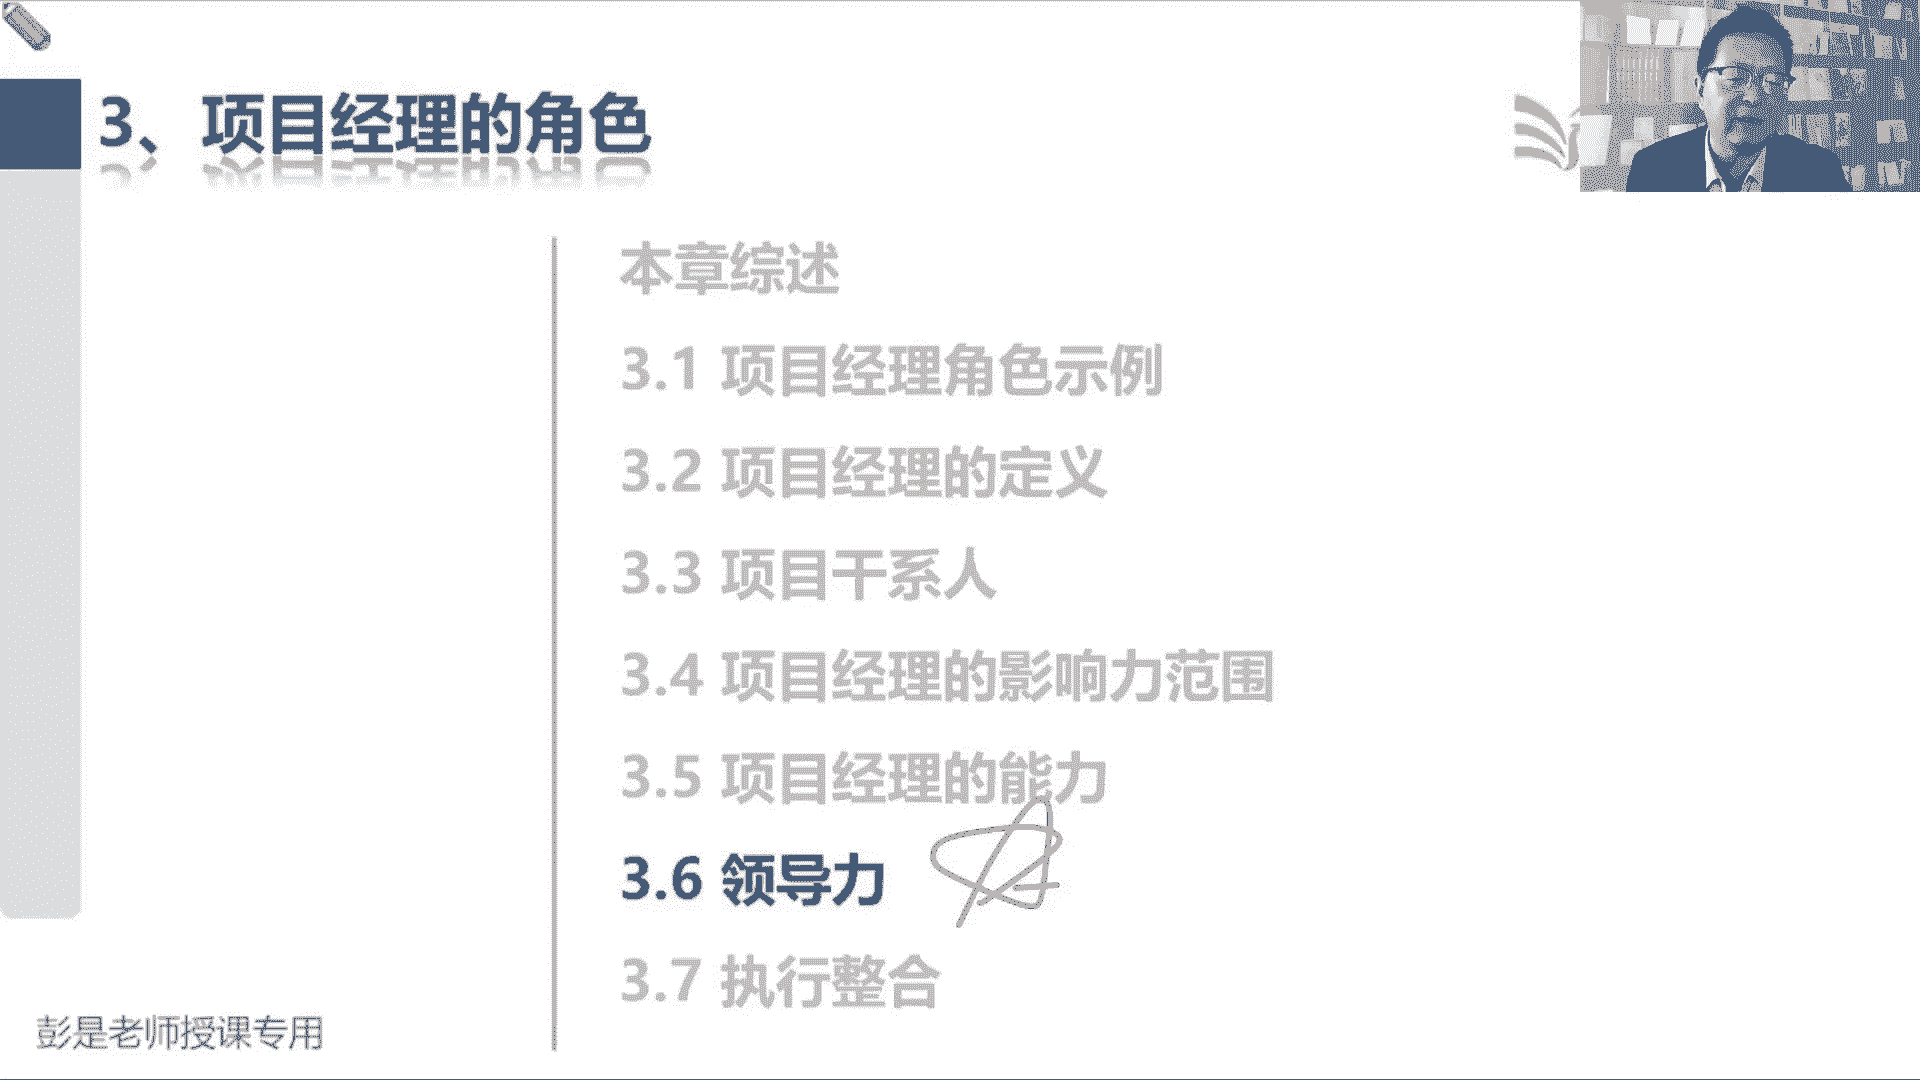 3、项目经理的角色
本章综述
3.1 项目经理角色示例
3.2 项目经理的定义
3.3 项目干系人
3.4 项目经理的影响力范围
3.5 项目经理的能力
3.6 领导力
3.7 执行整合
彭是老师授课专用